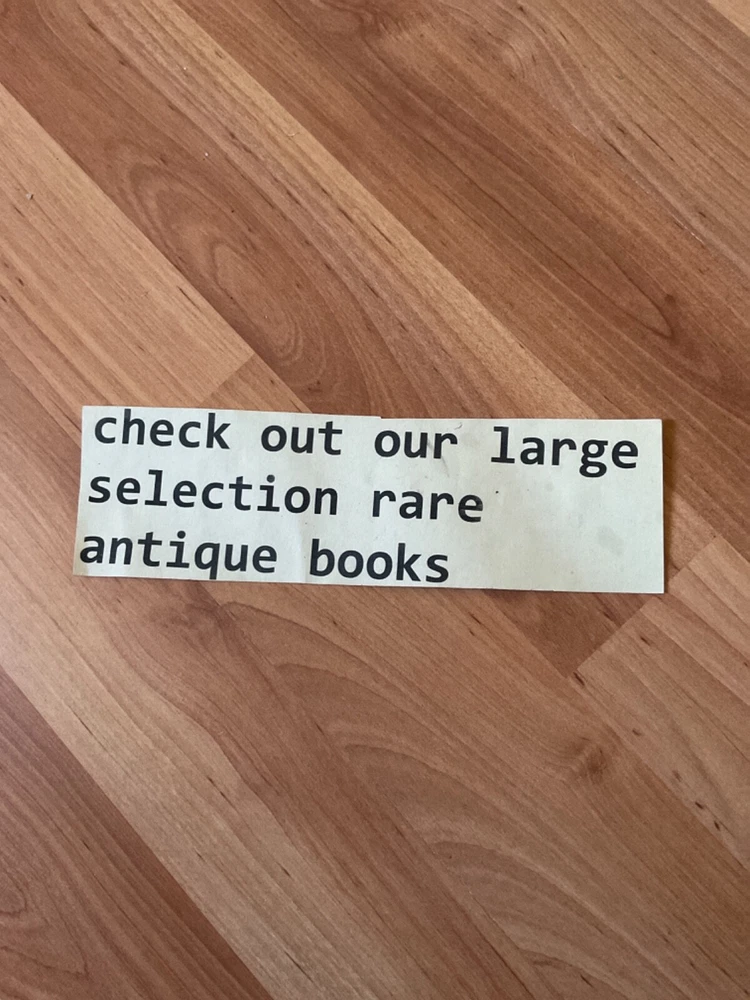 check out our large
selection rare
antique books